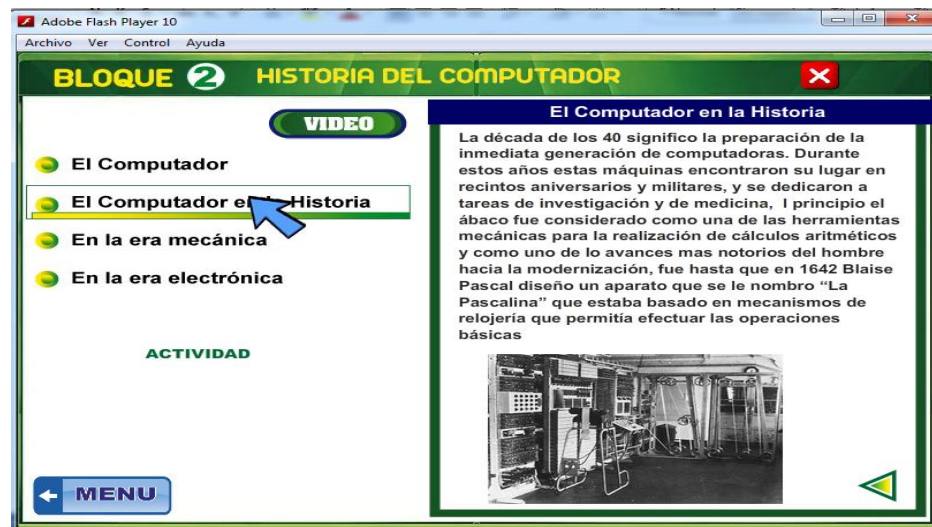 Adobe Flash Player 10
Archivo Ver Control Ayuda
BLOQUE 2 HISTORIA DEL COMPUTADOR
VIDEO
El Computador
El Computador en la Historia
En la era mecánica
En la era electrónica
ACTIVIDAD
MENU
El Computador en la Historia
La década de los 40 significo la preparación de la
inmediata generación de computadoras. Durante
estos años estas máquinas encontraron su lugar en
recintos aniversarios y militares, y se dedicaron a
tareas de investigación y de medicina, l principio el
ábaco fue considerado como una de las herramientas
mecánicas para la realización de cálculos aritméticos
y como uno de lo avances mas notorios del hombre
hacia la modernización, fue hasta que en 1642 Blaise
Pascal diseño un aparato que se le nombro “La
Pascalina” que estaba basado en mecanismos de
relojería que permitía efectuar las operaciones
básicas